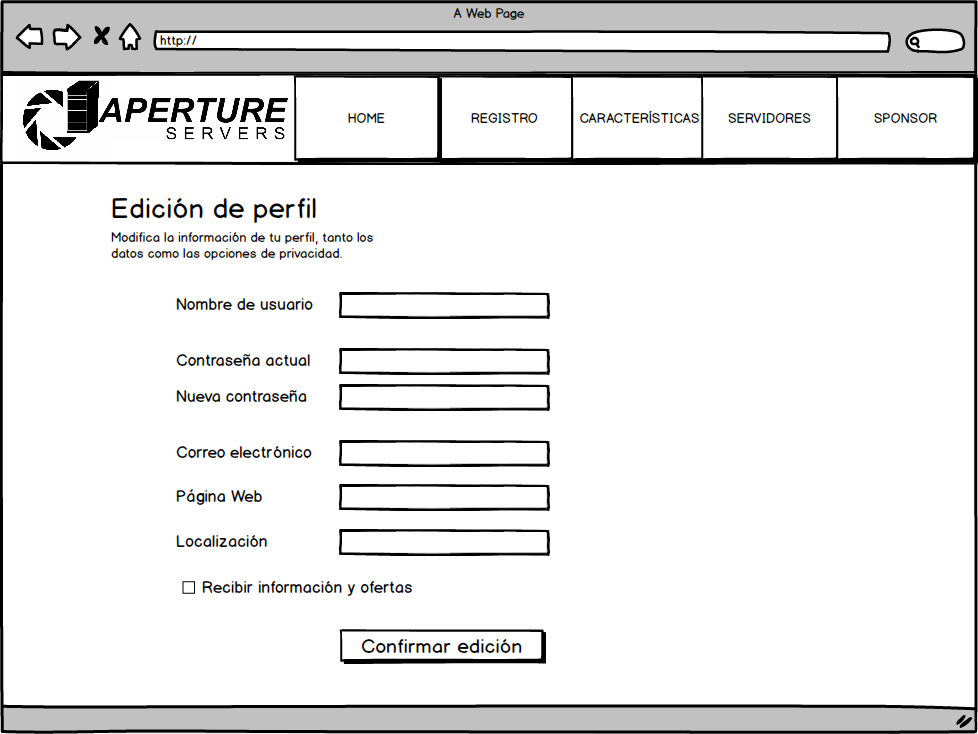 A Web Page
http://
APERTURE
SERVERS
HOME
REGISTRO
CARACTERÍSTICAS
SERVIDORES
SPONSOR
Edición de perfil
Modifica la información de tu perfil, tanto los
datos como las opciones de privacidad.
Nombre de usuario
Contraseña actual
Nueva contraseña
Correo electrónico
Página Web
Localización
Recibir información y ofertas
Confirmar edición